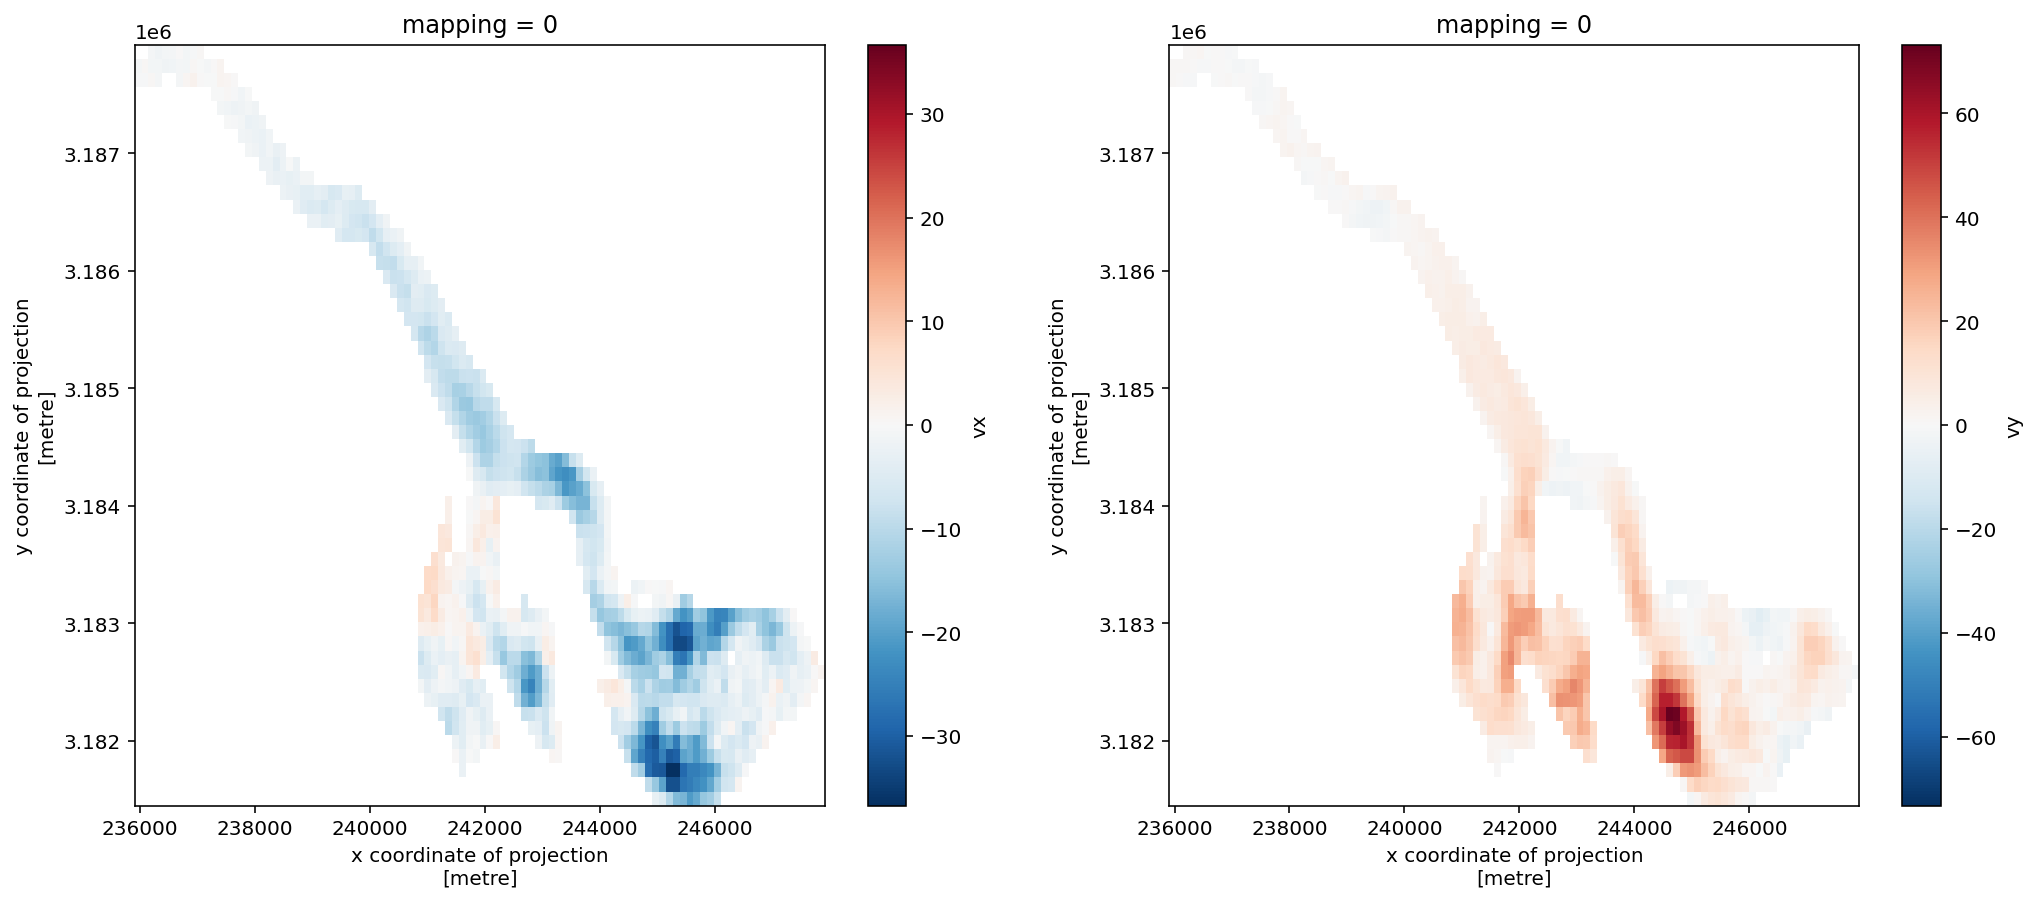 mapping = 0
1e6
3.187
3.186
3.185
3.184
3.183
3.182
y coordinate of projection
[metre]
236000 238000 240000 242000 244000 246000
x coordinate of projection
[metre]
30
20
10
0
−10
−20
−30
vx
mapping = 0
1e6
3.187
3.186
3.185
3.184
3.183
3.182
y coordinate of projection
[metre]
236000 238000 240000 242000 244000 246000
x coordinate of projection
[metre]
60
40
20
0
−20
−40
−60
vy